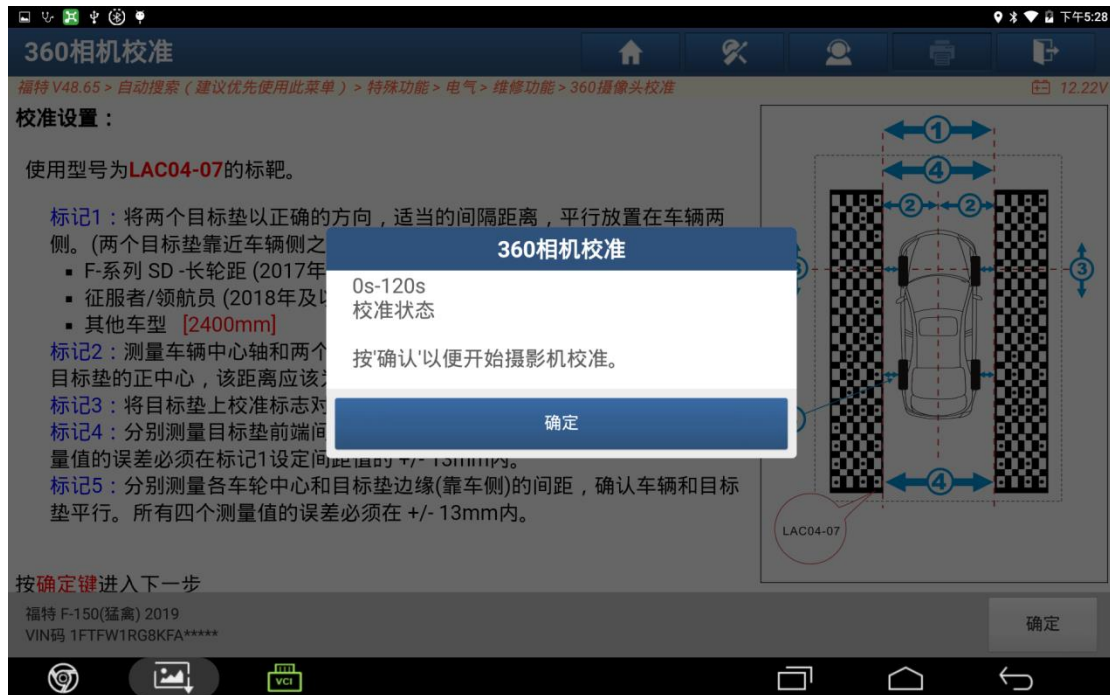 下午5:28
360相机校准
福特 V48.65 > 自动搜索（建议优先使用此菜单）> 特殊功能 > 电气 > 维修功能 > 360摄像头校准
12.22V
校准设置：
使用型号为LAC04-07的标靶。
标记1：将两个目标垫以正确的方向，适当的间隔距离，平行放置在车辆两
侧。(两个目标垫靠近车辆侧之
F-系列 SD -长轮距 (2017年
征服者/领航员 (2018年及
其他车型 [2400mm]
标记2：测量车辆中心轴和两个
目标垫的正中心，该距离应该
标记3：将目标垫上校准标志对
标记4：分别测量目标垫前端间
量值的误差必须在标记1设定间距值的 +/- 13mm内。
标记5：分别测量各车轮中心和目标垫边缘(靠车侧)的间距，确认车辆和目标
垫平行。所有四个测量值的误差必须在 +/- 13mm内。
按确定键进入下一步
360相机校准
0s-120s
校准状态
按'确认'以便开始摄影机校准。
确定
1
4
2
2
3
4
LAC04-07
福特 F-150(猛禽) 2019
VIN码 1FTFW1RG8KFA*****
确定
VCI